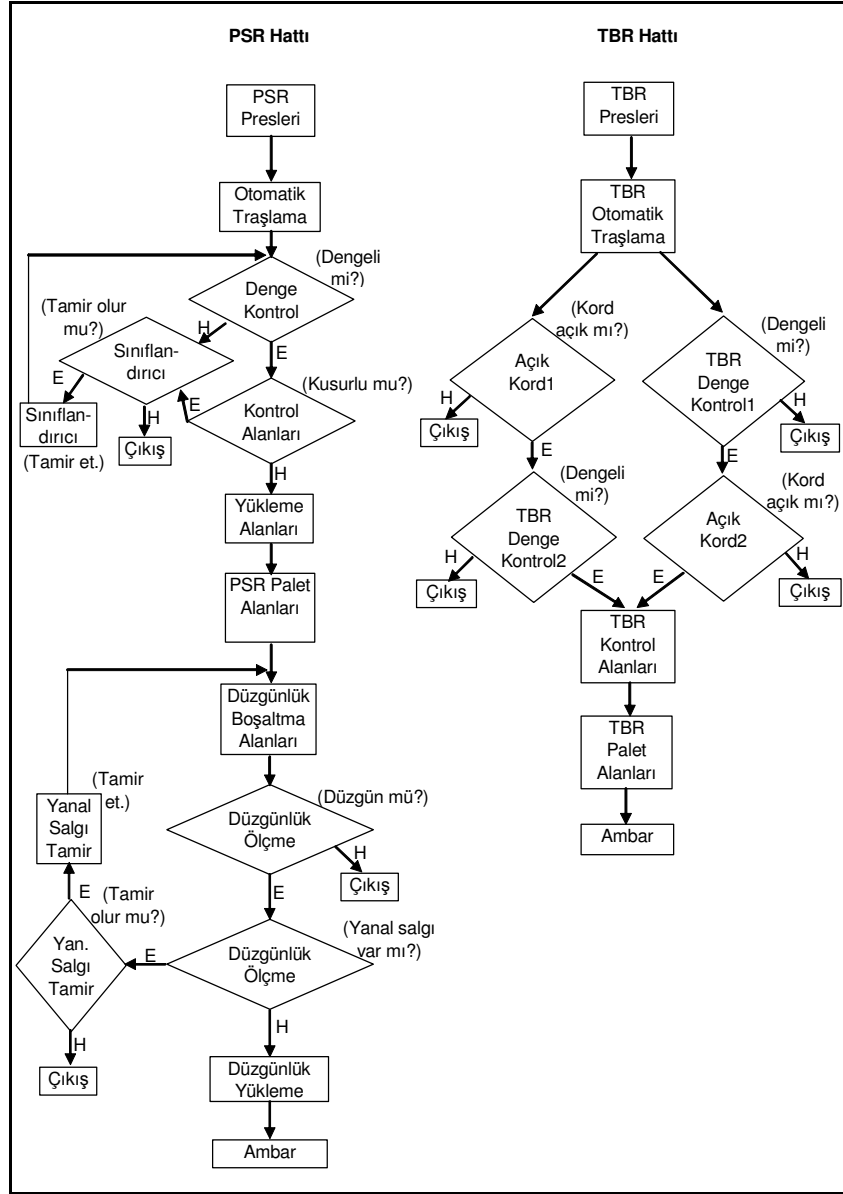 PSR Hattı
PSR
Presleri
Otomatik
Traşlama
(Dengeli
mi?)
Denge
Kontrol
H
E
(Tamir olur
mu?)
Sınıflan-
dırıcı
E
H
Sınıflan-
dırıcı
(Tamir et.)
Çıkış
(Kusurlu mu?)
Kontrol
Alanları
E
H
Yükleme
Alanları
PSR Palet
Alanları
Düzgünlük
Boşaltma
Alanları
(Düzgün mü?)
Düzgünlük
Ölçme
H
Çıkış
E
(Yanal salgı
var mı?)
Düzgünlük
Ölçme
E
H
(Tamir
et.)
Yanal
Salgı
Tamir
E
(Tamir
olur mu?)
Yan.
Salgı
Tamir
H
Çıkış
Düzgünlük
Yükleme
Ambar
TBR Hattı
TBR
Presleri
TBR
Otomatik
Traşlama
(Kord
açık mı?)
Açık
Kord1
H
Çıkış
E
(Dengeli
mi?)
TBR
Denge
Kontrol2
H
Çıkış
E
(Dengeli
mi?)
TBR
Denge
Kontrol1
H
Çıkış
E
(Kord
açık mı?)
Açık
Kord2
H
Çıkış
E
TBR
Kontrol
Alanları
TBR
Palet
Alanları
Ambar